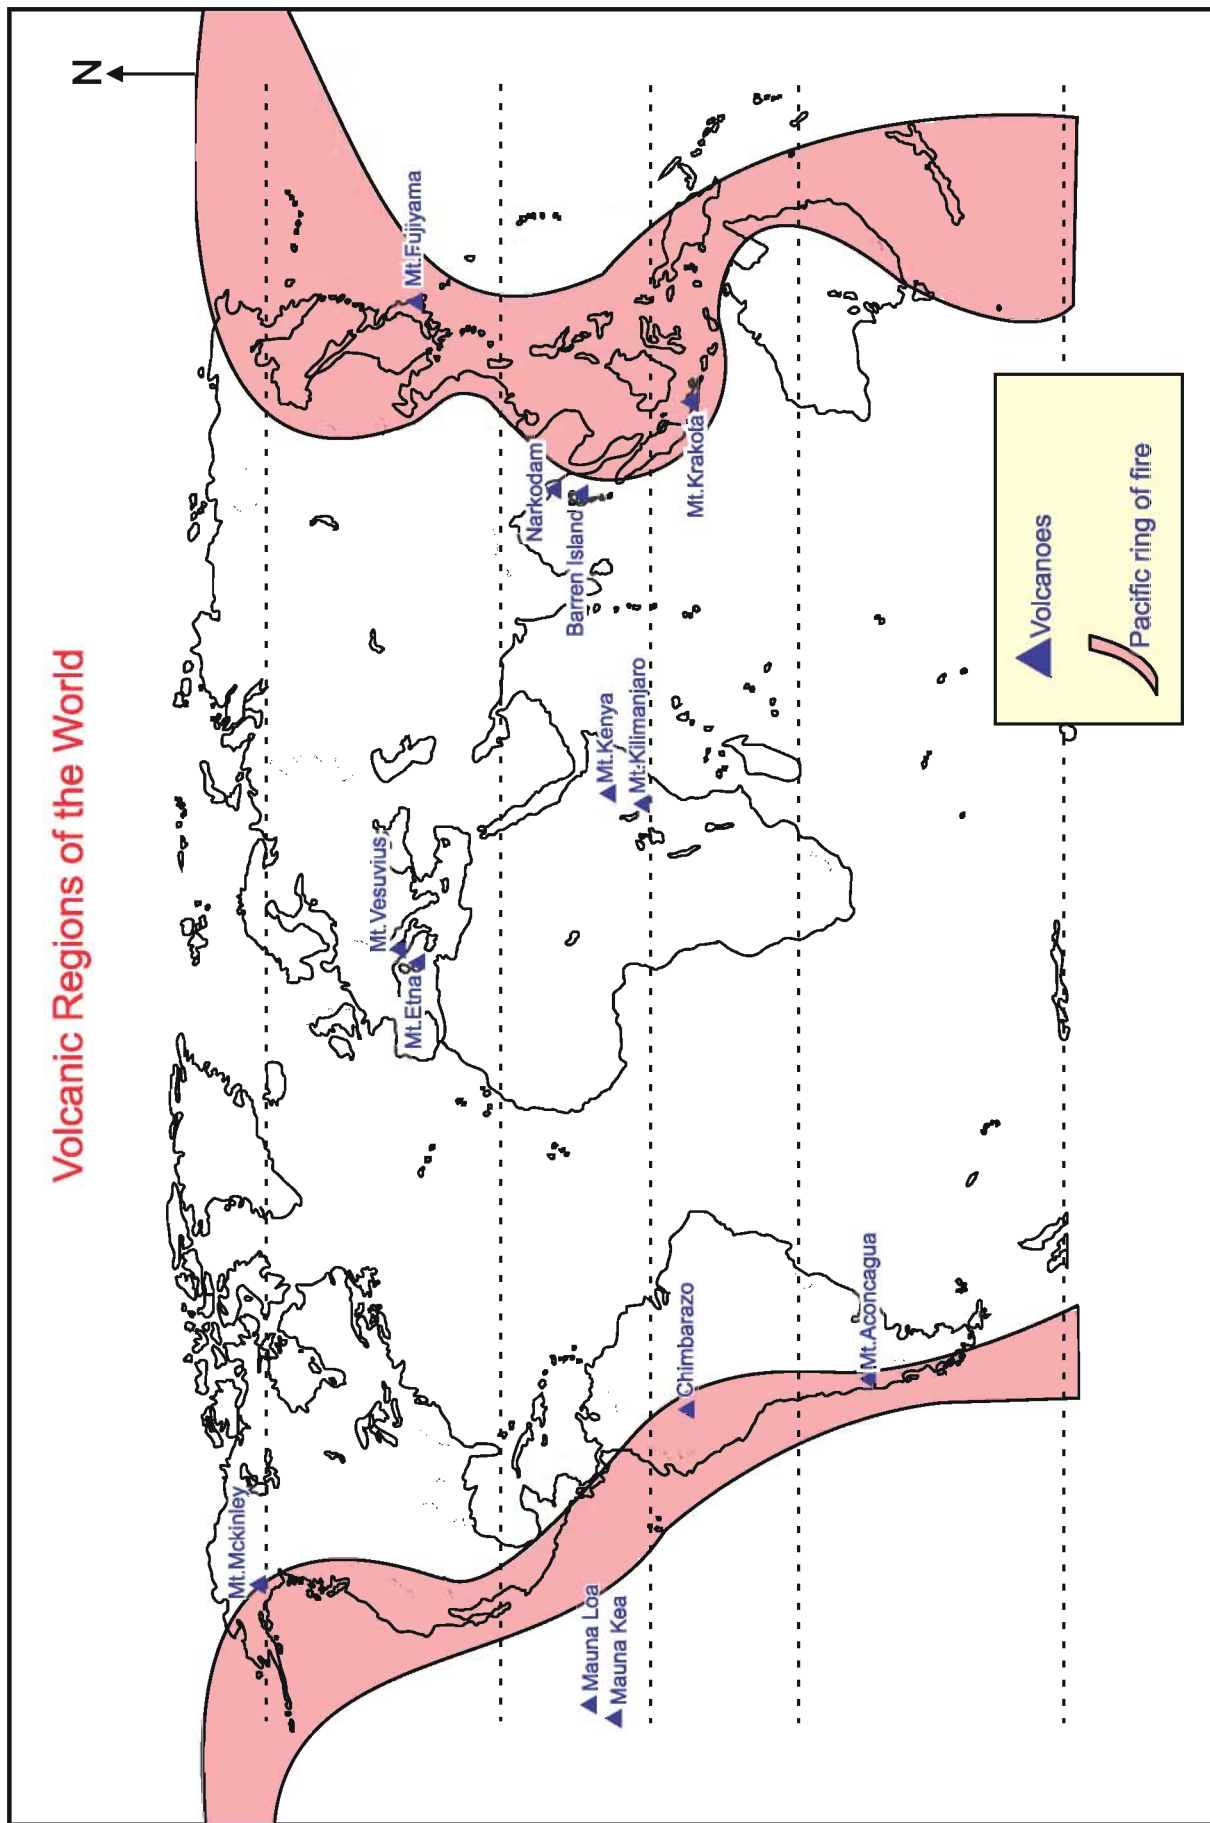 Volcanic Regions of the World
N
Mt.Mckinley
Mt.Vesuvius
Mt.Etna
Mt.Fujiyama
Narkodam
Barren Island
Mauna Loa
Mauna Kea
Mt.Kenya
Mt.Kilimanjaro
Chimbarazo
Mt.Krakota
Mt.Aconcagua
Volcanoes
Pacific ring of fire